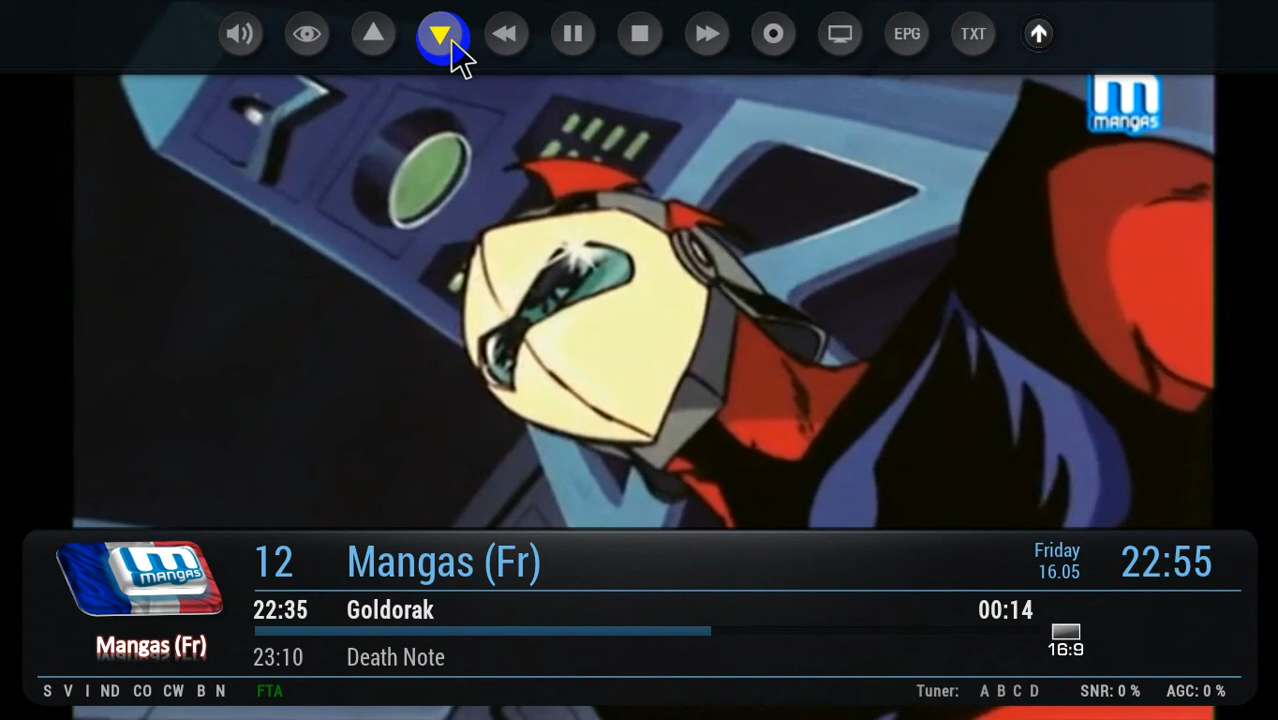 EPG TXT
m
mangas
12 Mangas (Fr) Friday 16.05 22:55
m
mangas
22:35 Goldorak 00:14
Mangas (Fr)
23:10 Death Note 16:9
S V I ND CO CW B N FTA Tuner: A B C D SNR: 0 % AGC: 0 %